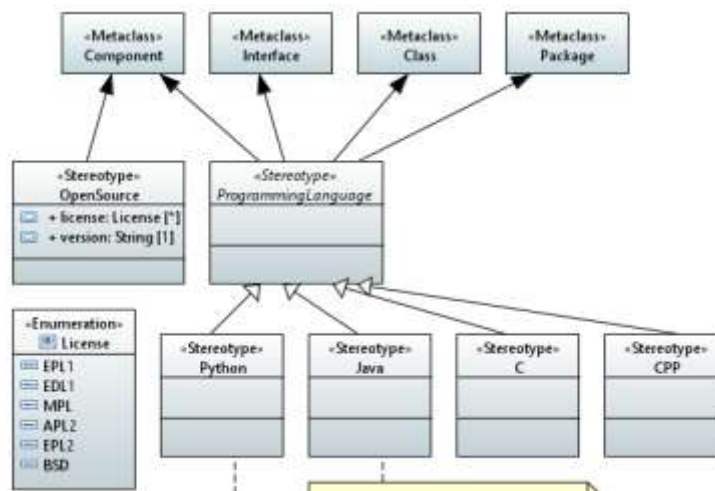 «Metaclass»
Component
«Metaclass»
Interface
«Metaclass»
Class
«Metaclass»
Package
«Stereotype»
OpenSource
+ license: License [*]
+ version: String [1]
«Stereotype»
ProgrammingLanguage
«Enumeration»
License
EPL1
EDL1
MPL
APL2
EPL2
BSD
«Stereotype»
Python
«Stereotype»
Java
«Stereotype»
C
«Stereotype»
CPP